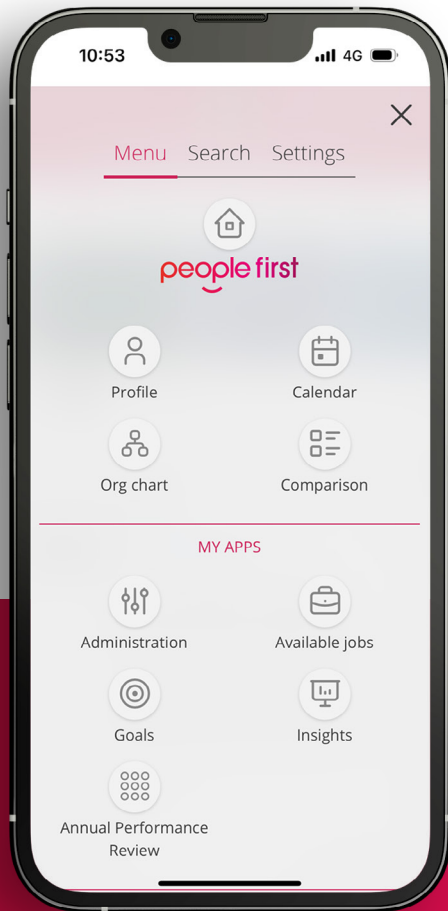 10:53
4G
Menu Search Settings
people first
Profile Calendar
Org chart Comparison
MY APPS
Administration Available jobs
Goals Insights
Annual Performance
Review